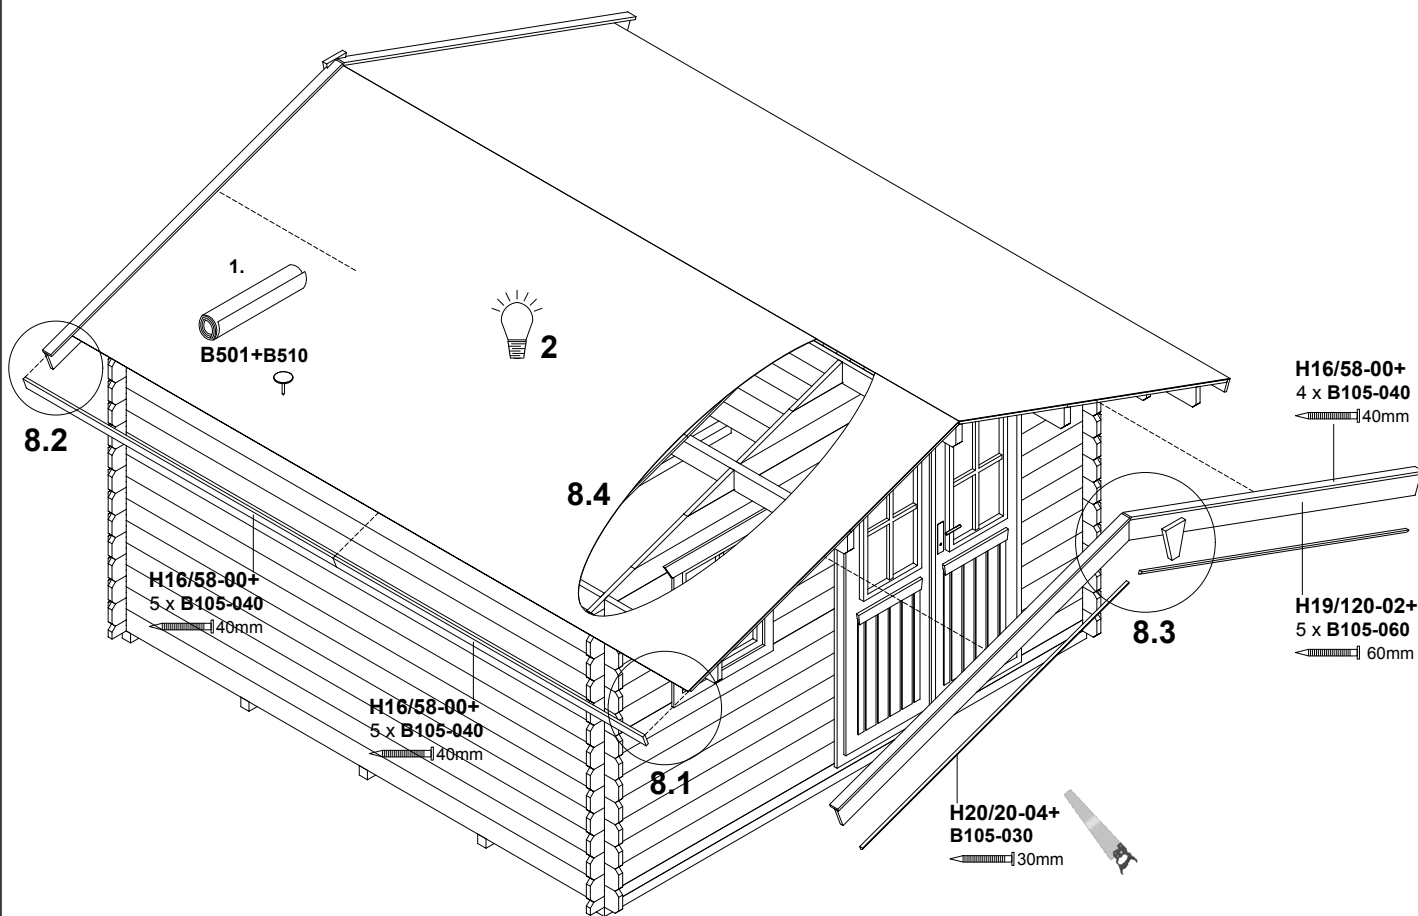 1.
B501+B510
2
8.2
8.4
H16/58-00+
4 x B105-040
40mm
H16/58-00+
5 x B105-040
40mm
8.3
H19/120-02+
5 x B105-060
60mm
H16/58-00+
5 x B105-040
40mm
8.1
H20/20-04+
B105-030
30mm